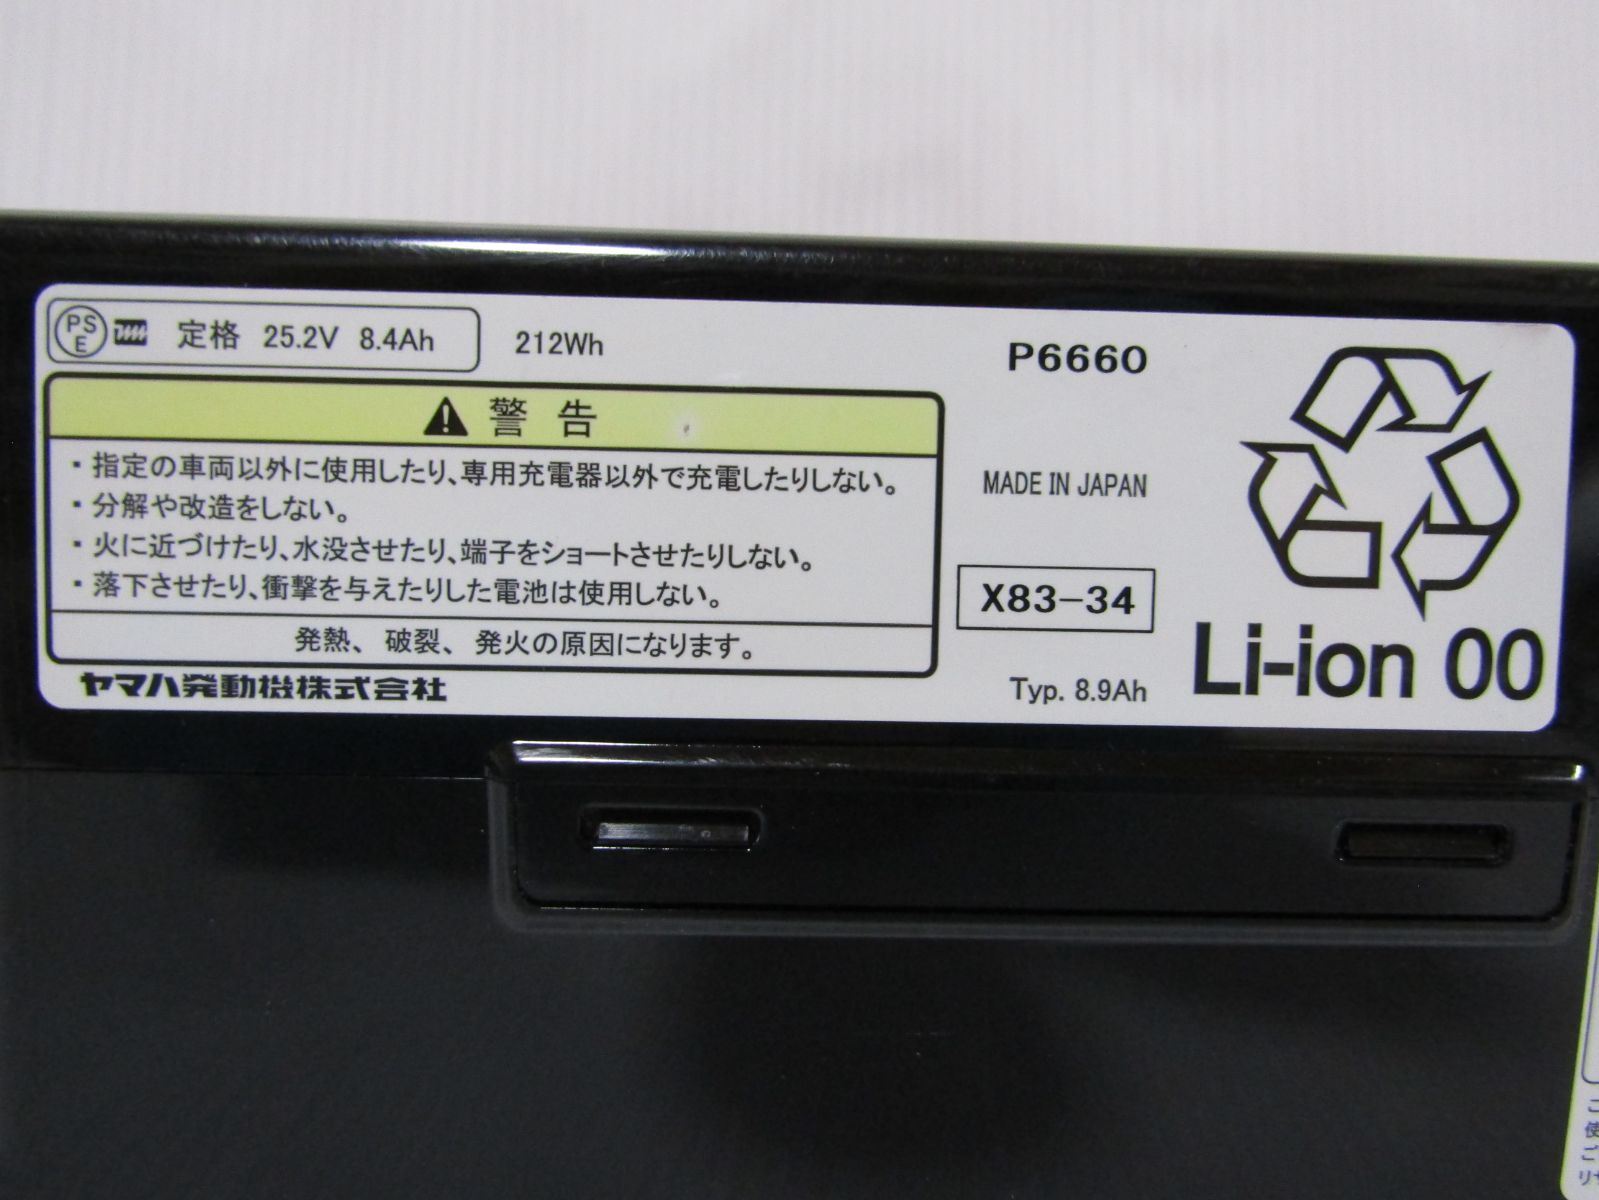 PS
E
定格 25.2V 8.4Ah 212Wh
警告
・指定の車両以外に使用したり、専用充電器以外で充電したりしない。
・分解や改造をしない。
・火に近づけたり、水没させたり、端子をショートさせたりしない。
・落下させたり、衝撃を与えたりした電池は使用しない。
発熱、破裂、発火の原因になります。
ヤマハ発動機株式会社
P6660
MADE IN JAPAN
X83-34
Typ. 8.9Ah
Li-ion 00
使
ご